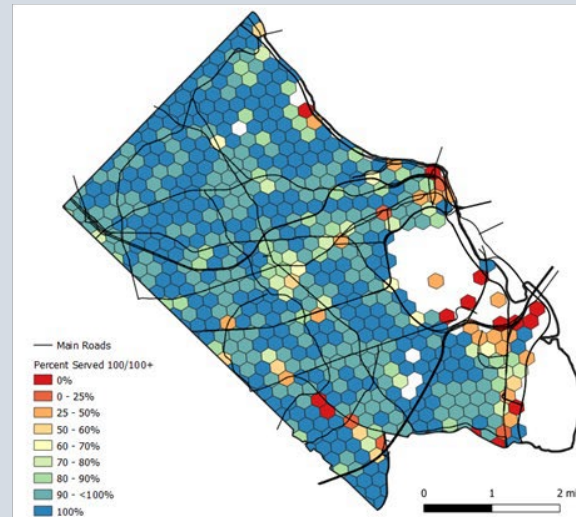 Main Roads
Percent Served 100/100+
0%
0 - 25%
25 - 50%
50 - 60%
60 - 70%
70 - 80%
80 - 90%
90 - <100%
100%
0 1 2 mi